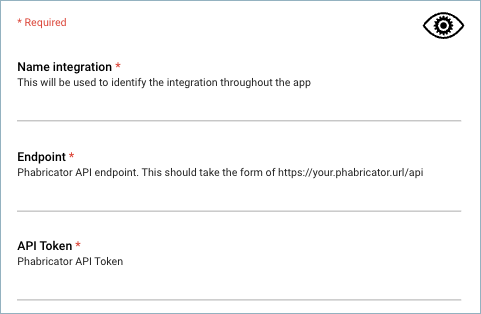 * Required
Name integration *
This will be used to identify the integration throughout the app
Endpoint *
Phabricator API endpoint. This should take the form of https://your.phabricator.url/api
API Token *
Phabricator API Token